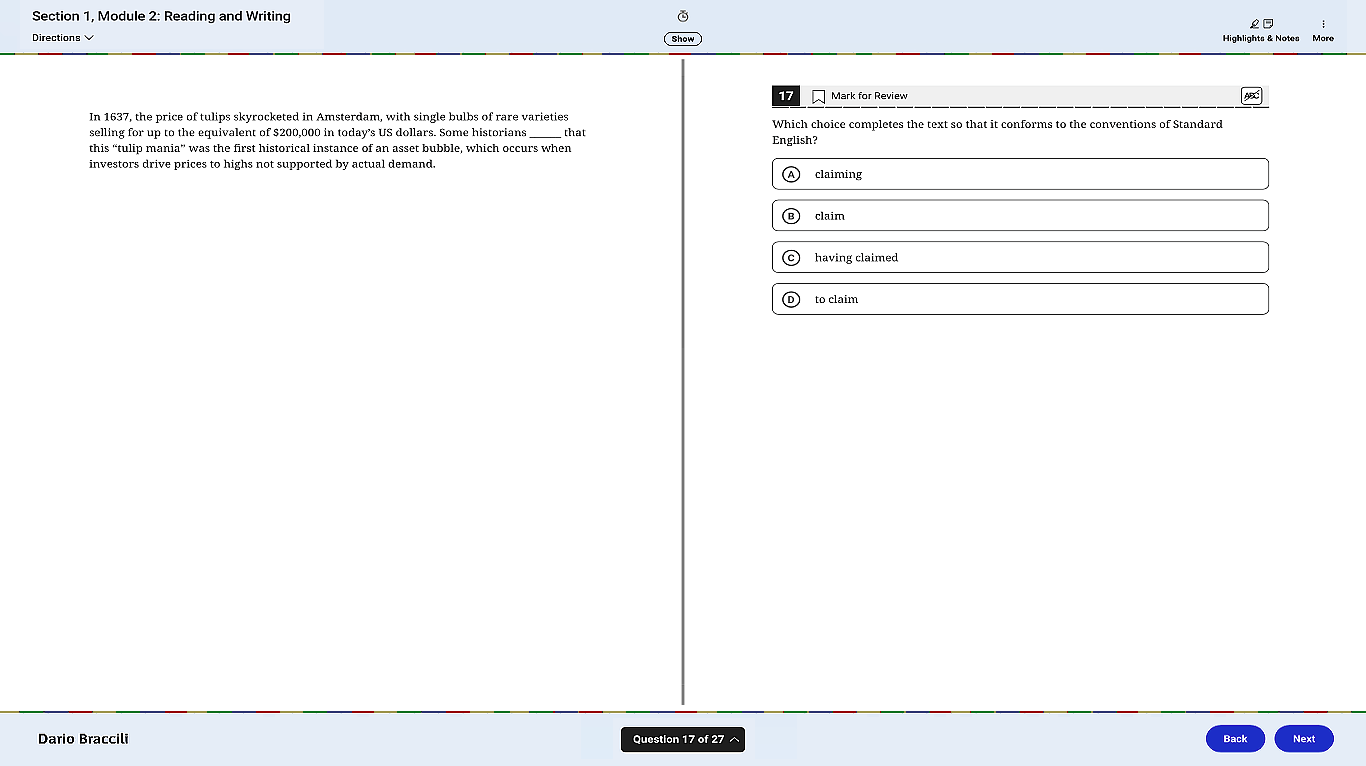 Section 1, Module 2: Reading and Writing
Directions
Show
Highlights & Notes
More
In 1637, the price of tulips skyrocketed in Amsterdam, with single bulbs of rare varieties
selling for up to the equivalent of $200,000 in today’s US dollars. Some historians ______ that
this “tulip mania” was the first historical instance of an asset bubble, which occurs when
investors drive prices to highs not supported by actual demand.
17
Mark for Review
ABC
Which choice completes the text so that it conforms to the conventions of Standard
English?
A claiming
B claim
C having claimed
D to claim
Dario Braccili
Question 17 of 27
Back
Next